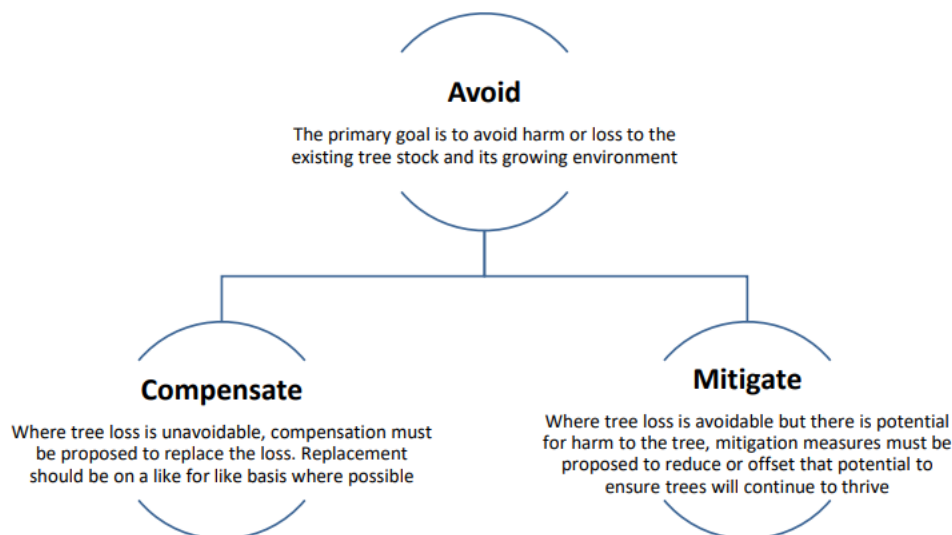 Avoid
The primary goal is to avoid harm or loss to the
existing tree stock and its growing environment
Compensate
Where tree loss is unavoidable, compensation must
be proposed to replace the loss. Replacement
should be on a like for like basis where possible
Mitigate
Where tree loss is avoidable but there is potential
for harm to the tree, mitigation measures must be
proposed to reduce or offset that potential to
ensure trees will continue to thrive